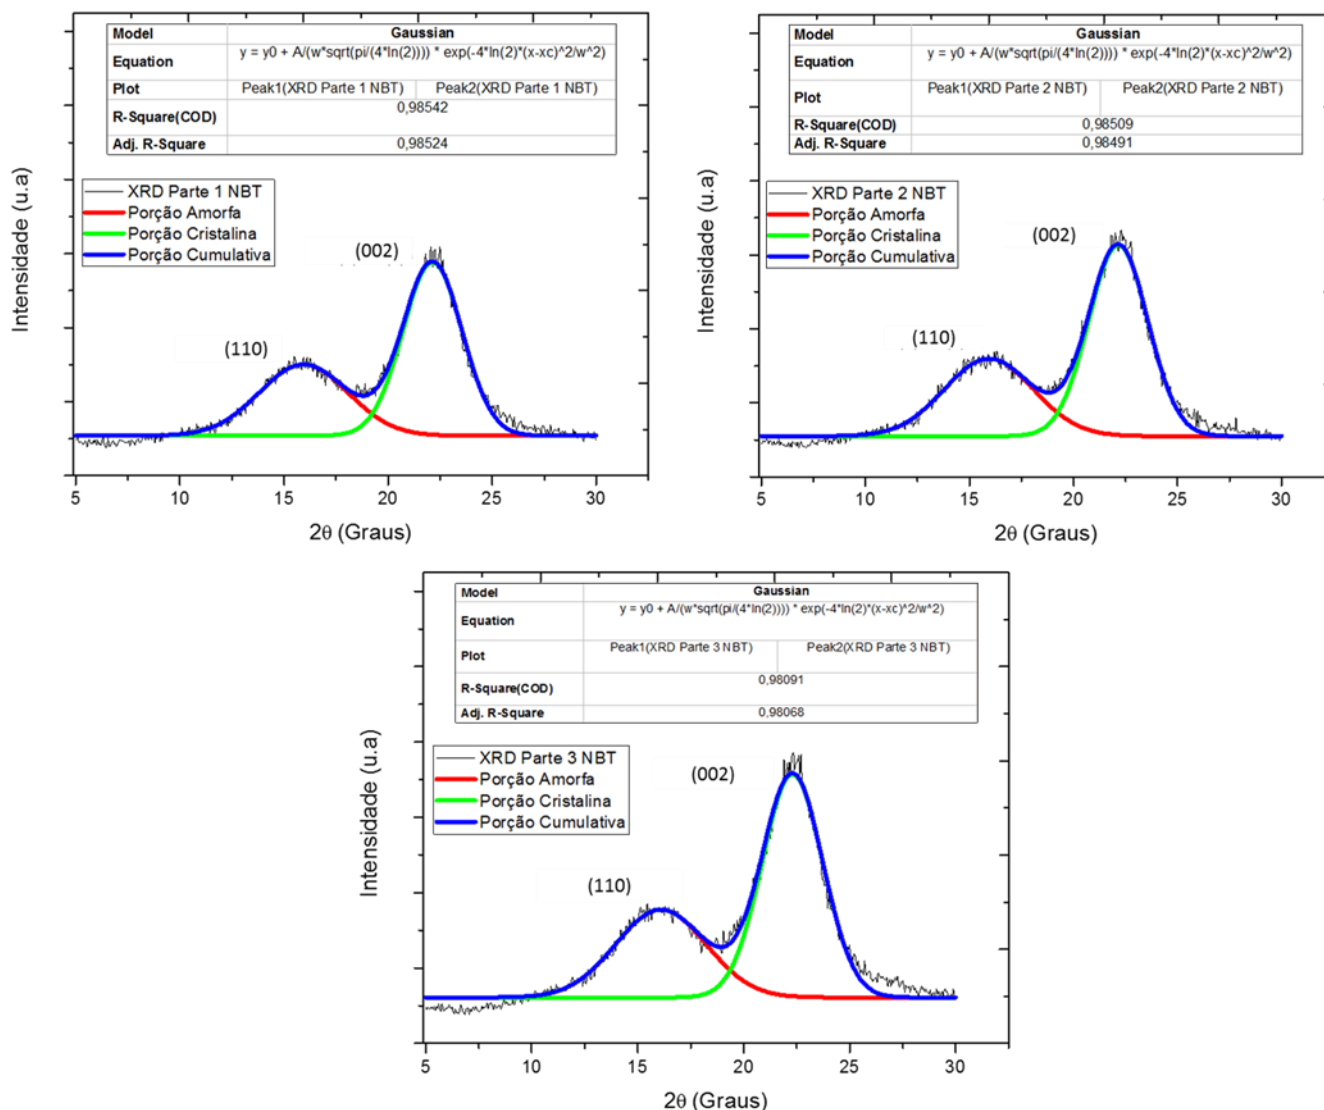 Model Gaussian
Equation y = y0 + A/(w*sqrt(pi/(4*ln(2)))) * exp(-4*ln(2)*(x-xc)^2/w^2)
Plot Peak1(XRD Parte 1 NBT) Peak2(XRD Parte 1 NBT)
R-Square(COD) 0,98542
Adj. R-Square 0,98524
XRD Parte 1 NBT
Porção Amorfa
Porção Cristalina
Porção Cumulativa
(002)
(110)
Intensidade (u.a)
5 10 15 20 25 30
2θ (Graus)
Model Gaussian
Equation y = y0 + A/(w*sqrt(pi/(4*ln(2)))) * exp(-4*ln(2)*(x-xc)^2/w^2)
Plot Peak1(XRD Parte 2 NBT) Peak2(XRD Parte 2 NBT)
R-Square(COD) 0,98509
Adj. R-Square 0,98491
XRD Parte 2 NBT
Porção Amorfa
Porção Cristalina
Porção Cumulativa
(002)
(110)
Intensidade (u.a)
5 10 15 20 25 30
2θ (Graus)
Model Gaussian
Equation y = y0 + A/(w*sqrt(pi/(4*ln(2)))) * exp(-4*ln(2)*(x-xc)^2/w^2)
Plot Peak1(XRD Parte 3 NBT) Peak2(XRD Parte 3 NBT)
R-Square(COD) 0,98091
Adj. R-Square 0,98068
XRD Parte 3 NBT
Porção Amorfa
Porção Cristalina
Porção Cumulativa
(002)
(110)
Intensidade (u.a)
5 10 15 20 25 30
2θ (Graus)